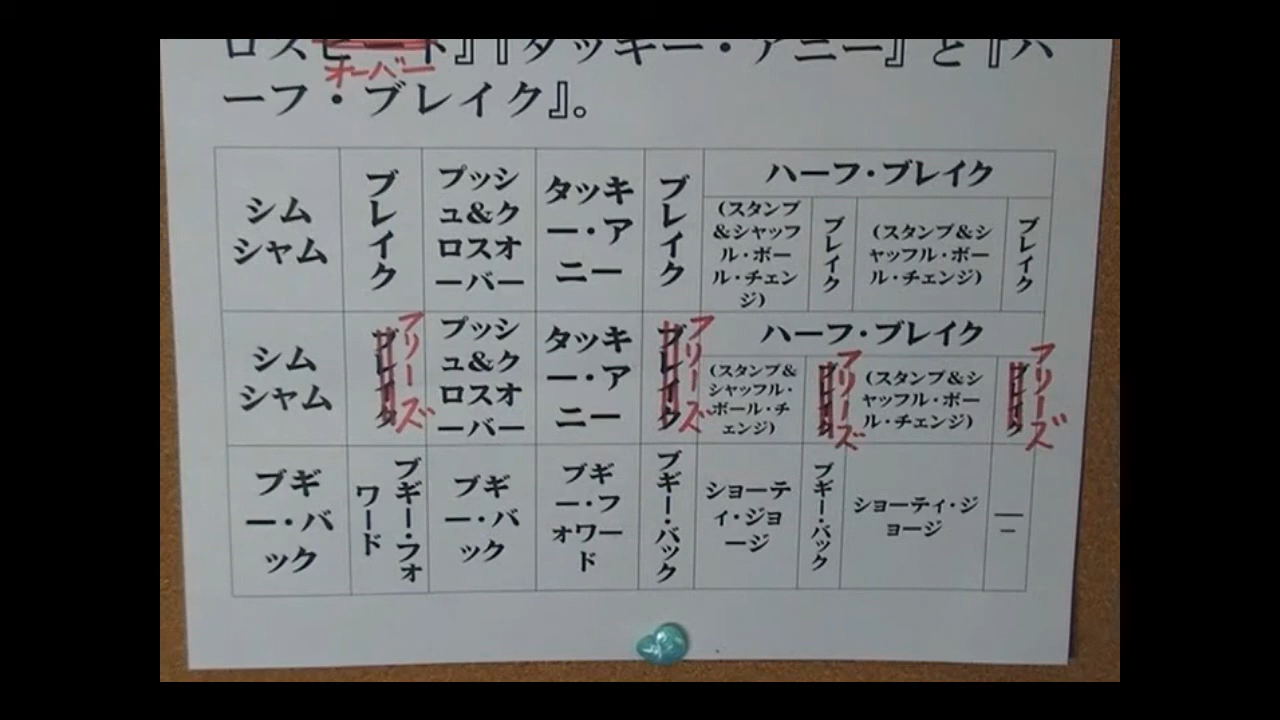 ロスビート』『タッキー・アニー』と『ハ
オーバー
ーフ・ブレイク』。
シム
シャム
ブレイク
プッシ
ュ&ク
ロスオ
ーバー
タッキ
ー・ア
ニー
ブレイク
ハーフ・ブレイク
(スタンプ
&シャッフ
ル・ボー
ル・チェン
ジ)
ブレイク
(スタンプ&シ
ャッフル・ボー
ル・チェンジ)
ブレイク
シム
シャム
ブレイク
フリーズ
プッシ
ュ&ク
ロスオ
ーバー
タッキ
ー・ア
ニー
ブレイク
フリーズ
ハーフ・ブレイク
(スタンプ&
シャッフル・
ボール・チ
ェンジ)
ブレイク
フリーズ
(スタンプ&シ
ャッフル・ボー
ル・チェンジ)
ブレイク
フリーズ
ブギ
ー・バ
ック
ブギー・フォ
ワード
ブギ
ー・バ
ック
ブギ
ー・フ
ォワー
ド
ブギー・バック
ショーテ
ィ・ジョ
ージ
ブギー・バック
ショーティ・ジ
ョージ
―